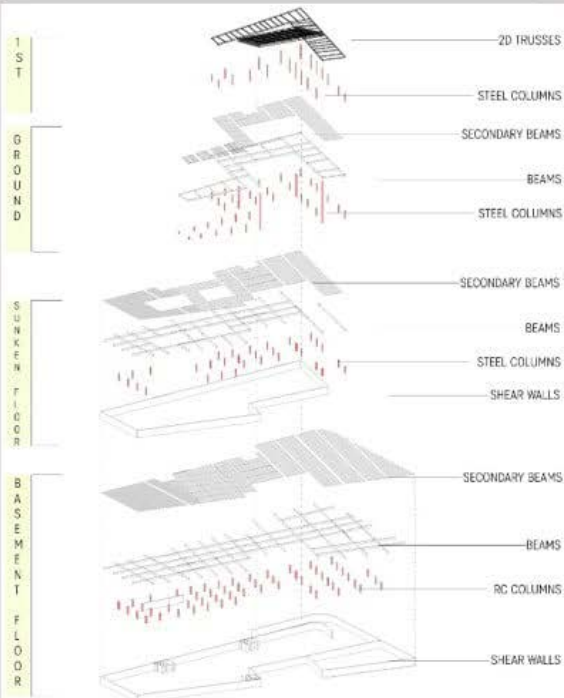 1ST
2D TRUSSES
STEEL COLUMNS
GROUND
SECONDARY BEAMS
BEAMS
STEEL COLUMNS
SUNKEN FLOOR
SECONDARY BEAMS
BEAMS
STEEL COLUMNS
SHEAR WALLS
BASEMENT FLOOR
SECONDARY BEAMS
BEAMS
RC COLUMNS
SHEAR WALLS